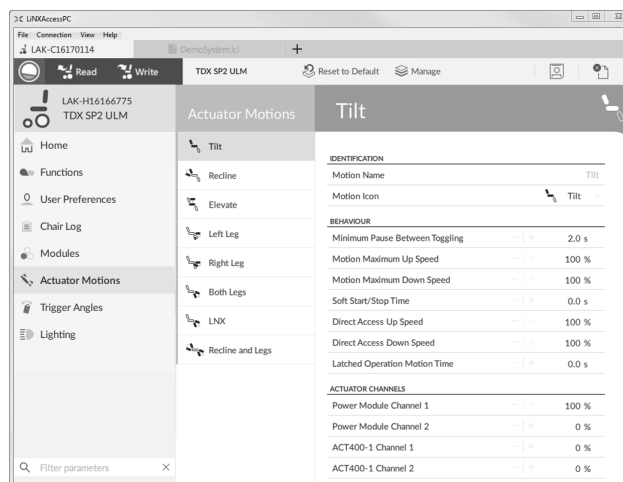 LiNXAccessPC
File Connection View Help
LAK-C16170114 DemoSystem.lci +
Read Write TDX SP2 ULM Reset to Default Manage
LAK-H16166775
TDX SP2 ULM
Home
Functions
User Preferences
Chair Log
Modules
Actuator Motions
Trigger Angles
Lighting
Filter parameters
Actuator Motions
Tilt
Recline
Elevate
Left Leg
Right Leg
Both Legs
LNX
Recline and Legs
Tilt
IDENTIFICATION
Motion Name Tilt
Motion Icon Tilt
BEHAVIOUR
Minimum Pause Between Toggling − + 2.0 s
Motion Maximum Up Speed − + 100 %
Motion Maximum Down Speed − + 100 %
Soft Start/Stop Time − + 0.0 s
Direct Access Up Speed − + 100 %
Direct Access Down Speed − + 100 %
Latched Operation Motion Time − + 0.0 s
ACTUATOR CHANNELS
Power Module Channel 1 − + 100 %
Power Module Channel 2 − + 0 %
ACT400-1 Channel 1 − + 0 %
ACT400-1 Channel 2 − + 0 %